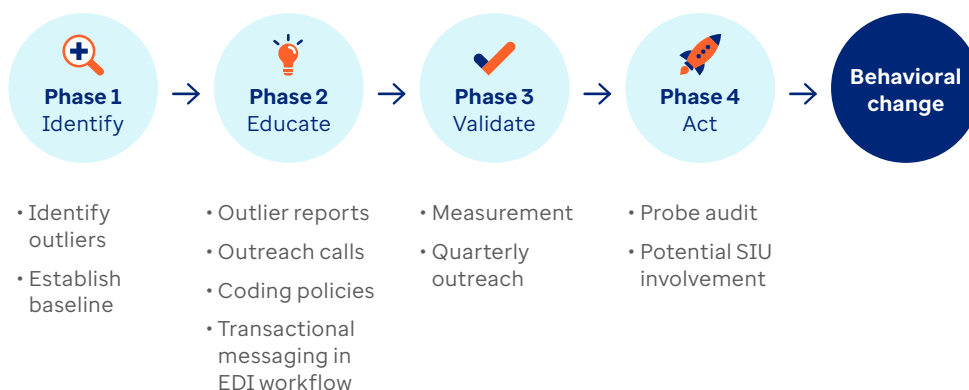 Phase 1
Identify
Phase 2
Educate
Phase 3
Validate
Phase 4
Act
Behavioral
change
• Identify
outliers
• Establish
baseline
• Outlier reports
• Outreach calls
• Coding policies
• Transactional
messaging in
EDI workflow
• Measurement
• Quarterly
outreach
• Probe audit
• Potential SIU
involvement